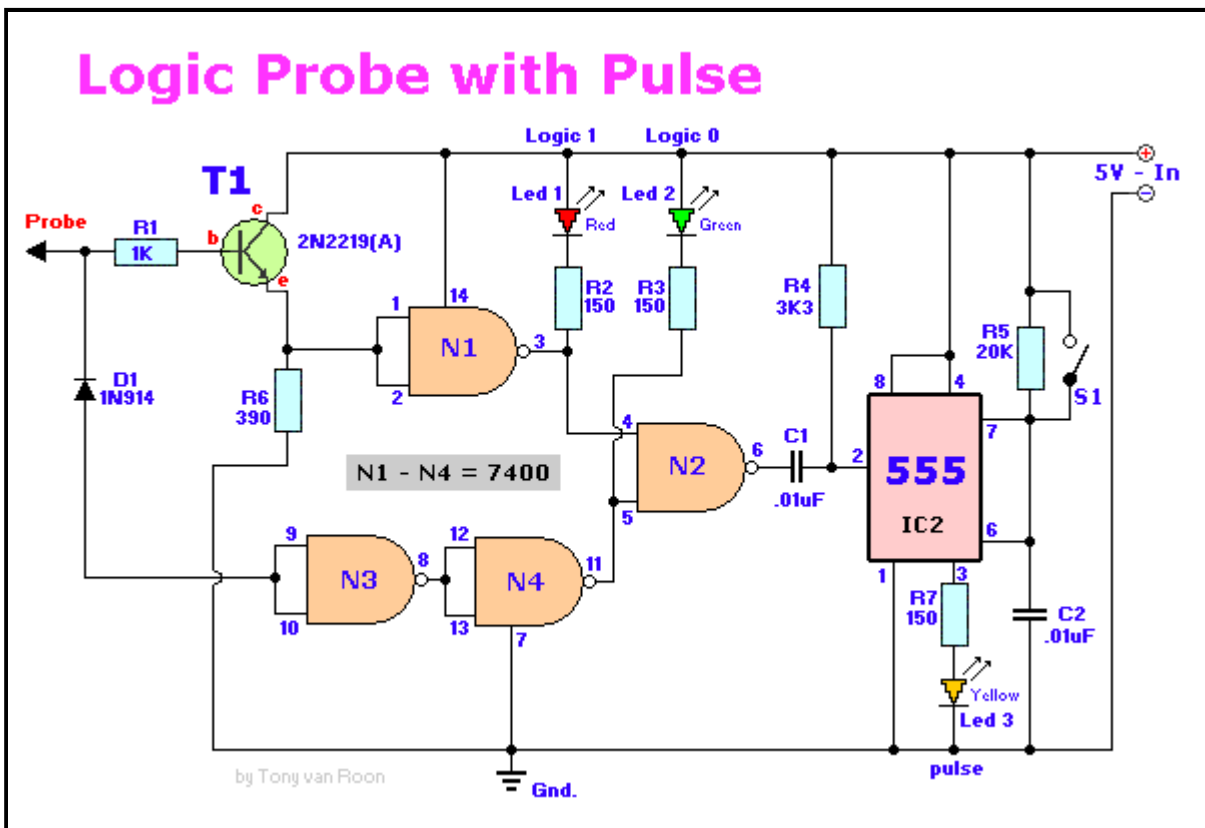 Logic Probe with Pulse
Logic 1
Logic 0
+
5V - In
−
T1
Led 1
Red
Led 2
Green
Probe
R1
1K
b
c
e
2N2219(A)
R2
150
R3
150
R4
3K3
R5
20K
S1
14
1
2
N1
3
D1
1N914
R6
390
8
4
7
4
5
N2
6
C1
.01uF
2
555
IC2
6
N1 - N4 = 7400
9
10
N3
8
12
13
N4
11
7
1
3
R7
150
C2
.01uF
Yellow
Led 3
pulse
by Tony van Roon
Gnd.